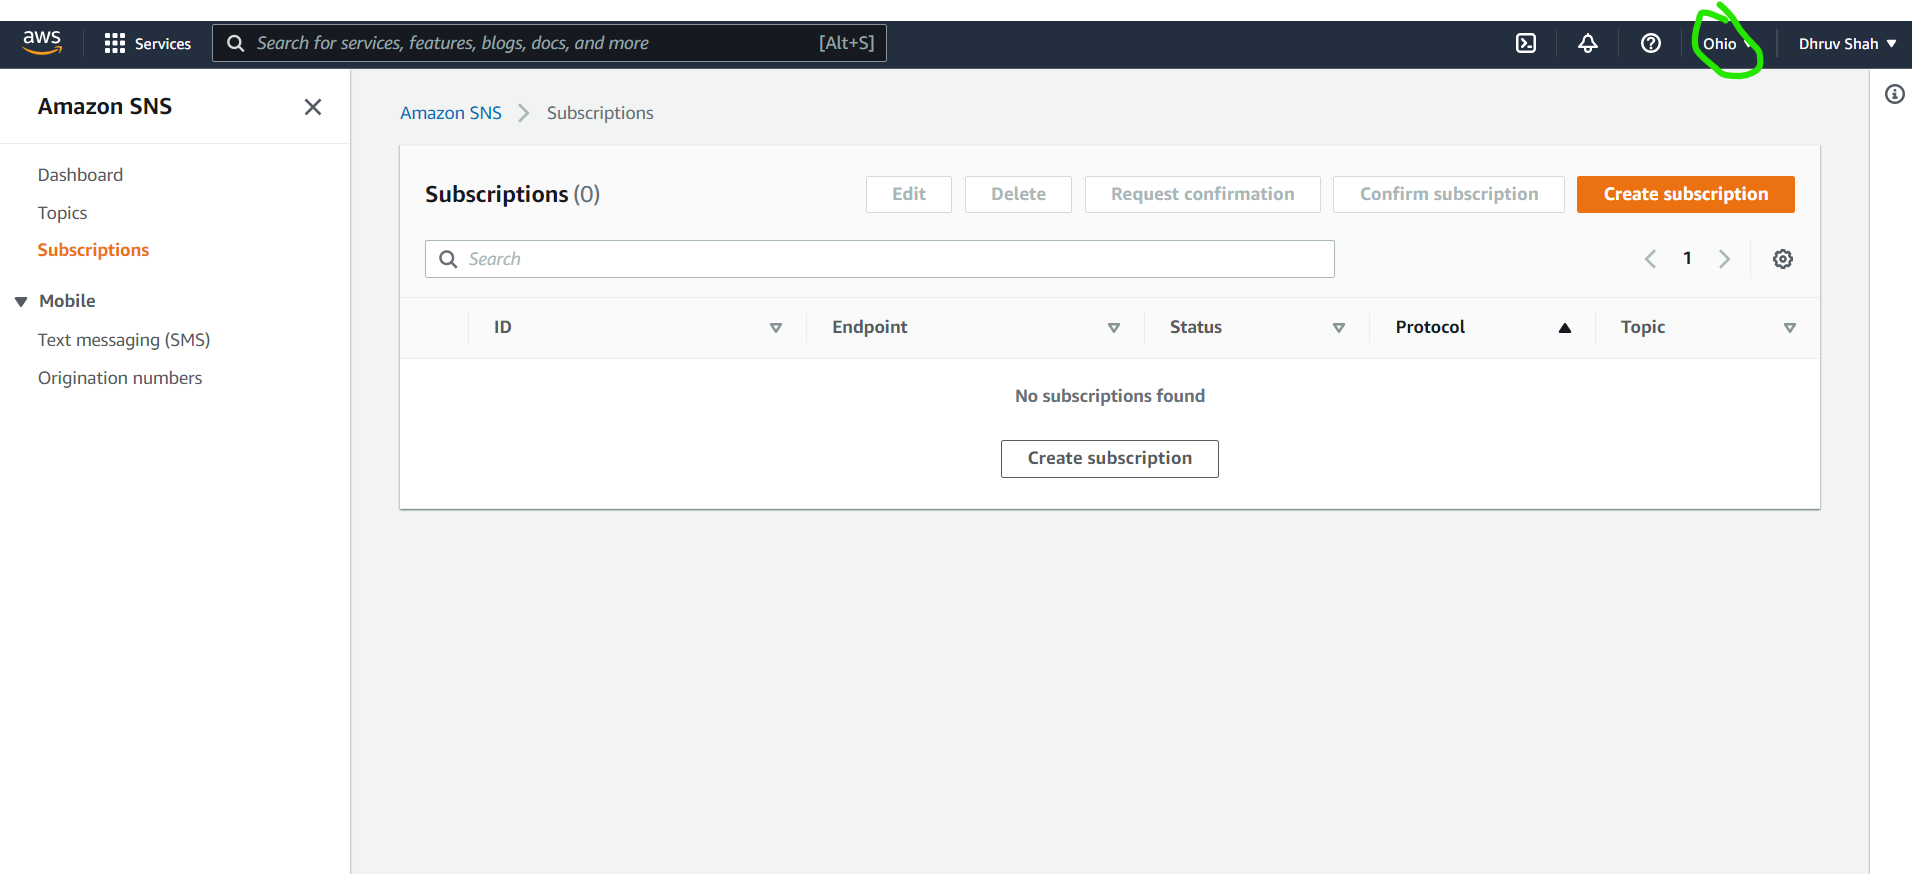 aws Services Search for services, features, blogs, docs, and more [Alt+S] Ohio Dhruv Shah
Amazon SNS
Dashboard
Topics
Subscriptions
Mobile
Text messaging (SMS)
Origination numbers
Amazon SNS Subscriptions
Subscriptions (0) Edit Delete Request confirmation Confirm subscription Create subscription
Search 1
ID Endpoint Status Protocol Topic
No subscriptions found
Create subscription